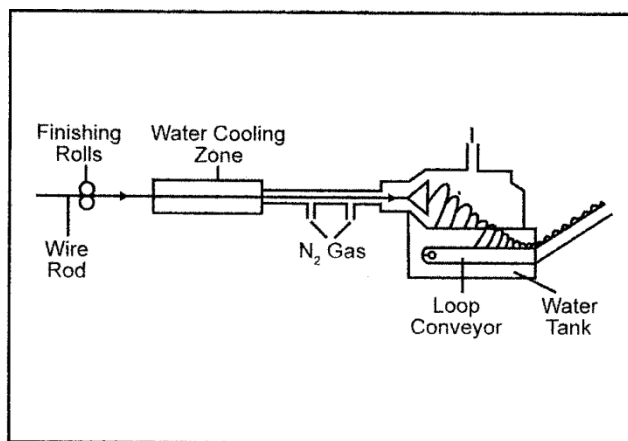 Finishing
Rolls
Water Cooling
Zone
Wire
Rod
N₂ Gas
Loop
Conveyor
Water
Tank